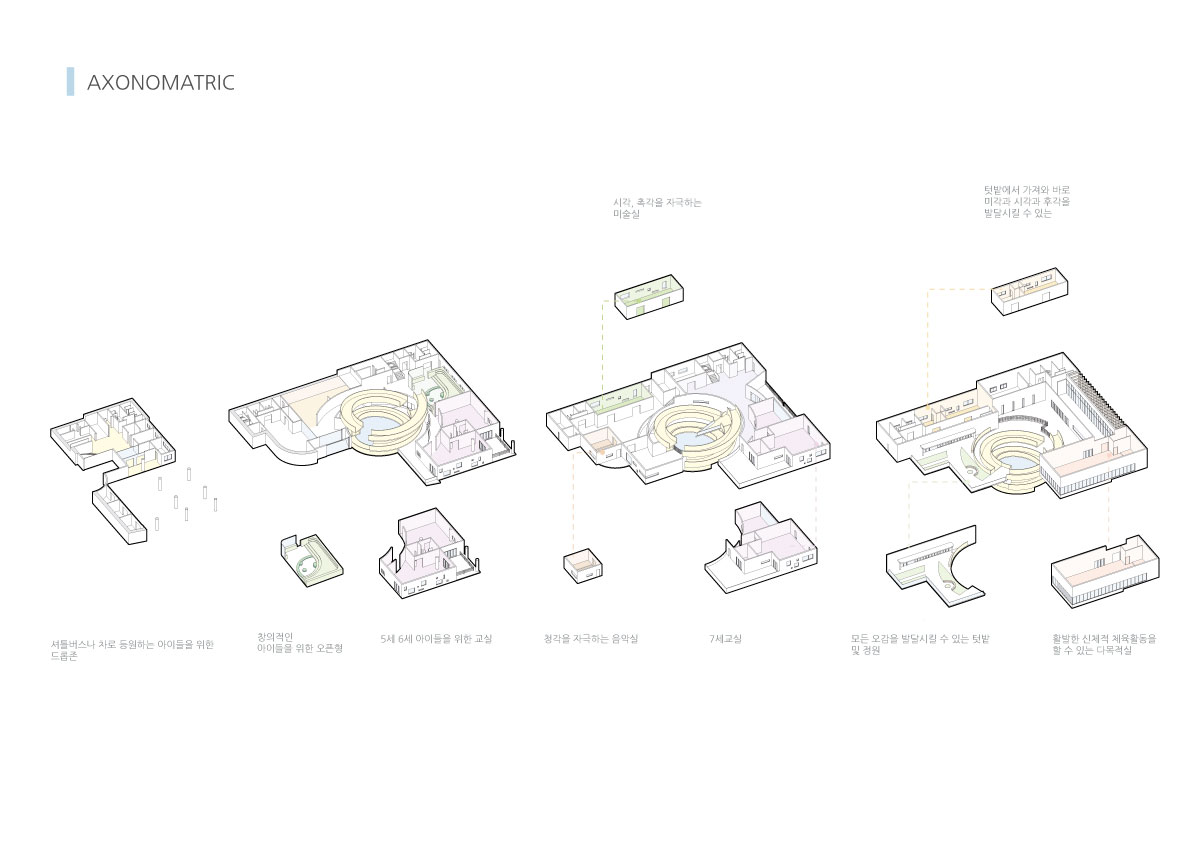 AXONOMATRIC
시각, 촉각을 자극하는
미술실
텃밭에서 가져와 바로
미각과 시각과 후각을
발달시킬 수 있는
셔틀버스나 차로 등원하는 아이들을 위한
드롭존
창의적인
아이들을 위한 오픈형
5세 6세 아이들을 위한 교실
청각을 자극하는 음악실
7세교실
모든 오감을 발달시킬 수 있는 텃밭
및 정원
활발한 신체적 체육활동을
할 수 있는 다목적실